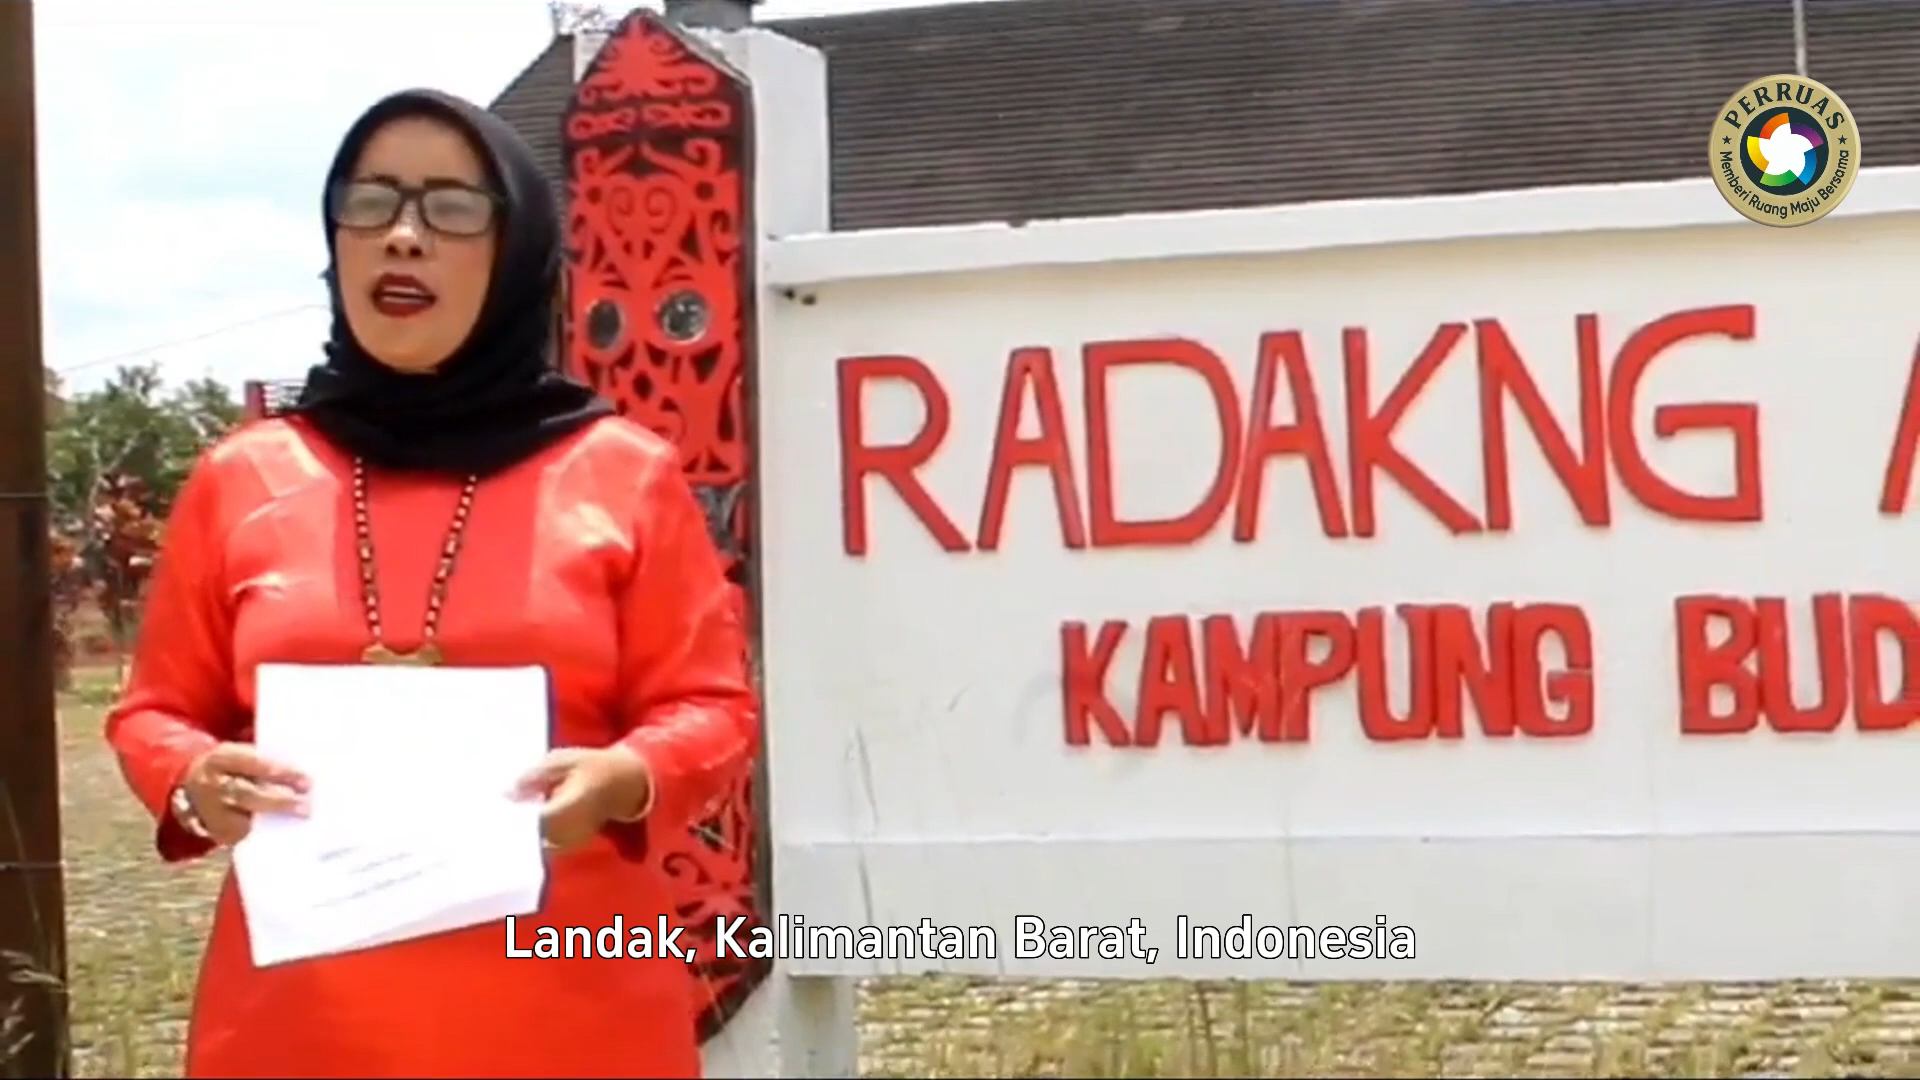 PERRUAS
Memberi Ruang Maju Bersama
RADAKNG
KAMPUNG BUD
Landak, Kalimantan Barat, Indonesia